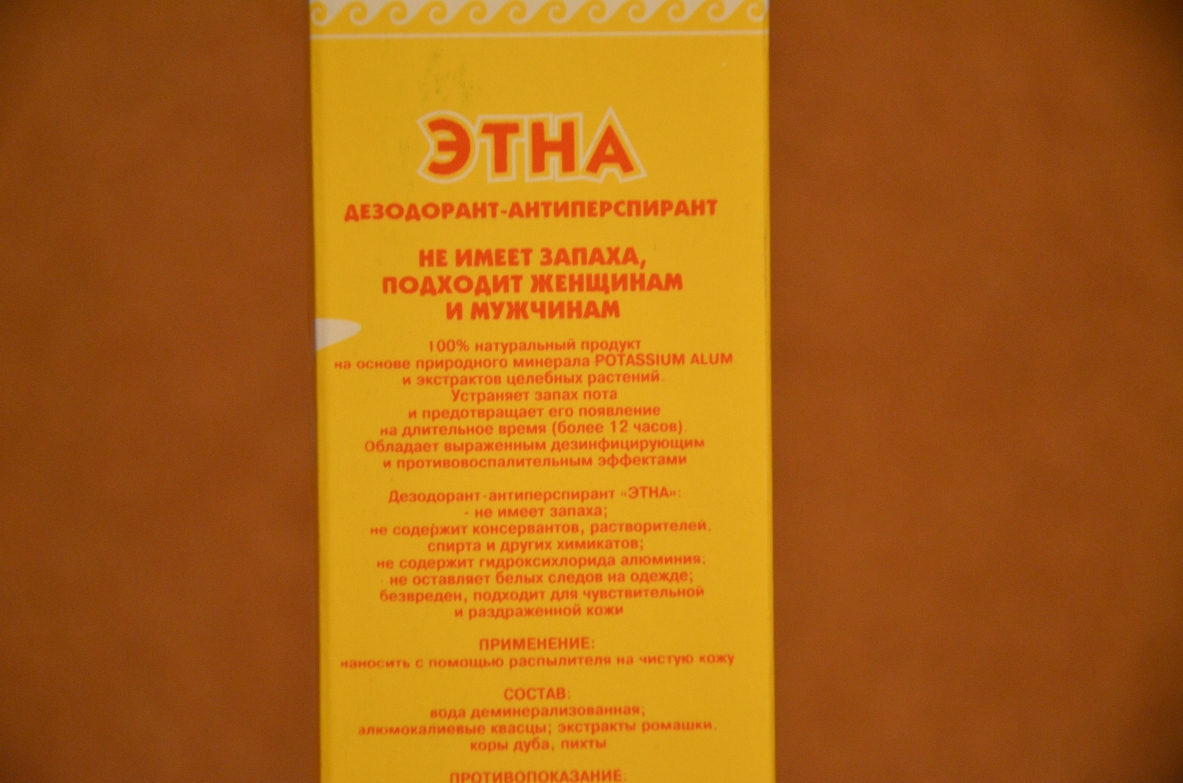 ЭТНА
ДЕЗОДОРАНТ-АНТИПЕРСПИРАНТ
НЕ ИМЕЕТ ЗАПАХА,
ПОДХОДИТ ЖЕНЩИНАМ
И МУЖЧИНАМ
100% натуральный продукт
на основе природного минерала POTASSIUM ALUM
и экстрактов целебных растений.
Устраняет запах пота
и предотвращает его появление
на длительное время (более 12 часов).
Обладает выраженным дезинфицирующим
и противовоспалительным эффектами
Дезодорант-антиперспирант «ЭТНА»:
- не имеет запаха;
не содержит консервантов, растворителей,
спирта и других химикатов;
не содержит гидроксихлорида алюминия;
- не оставляет белых следов на одежде;
безвреден, подходит для чувствительной
и раздраженной кожи
ПРИМЕНЕНИЕ:
наносить с помощью распылителя на чистую кожу
СОСТАВ:
вода деминерализованная;
алюмокалиевые квасцы; экстракты ромашки,
коры дуба, пихты
ПРОТИВОПОКАЗАНИЕ: